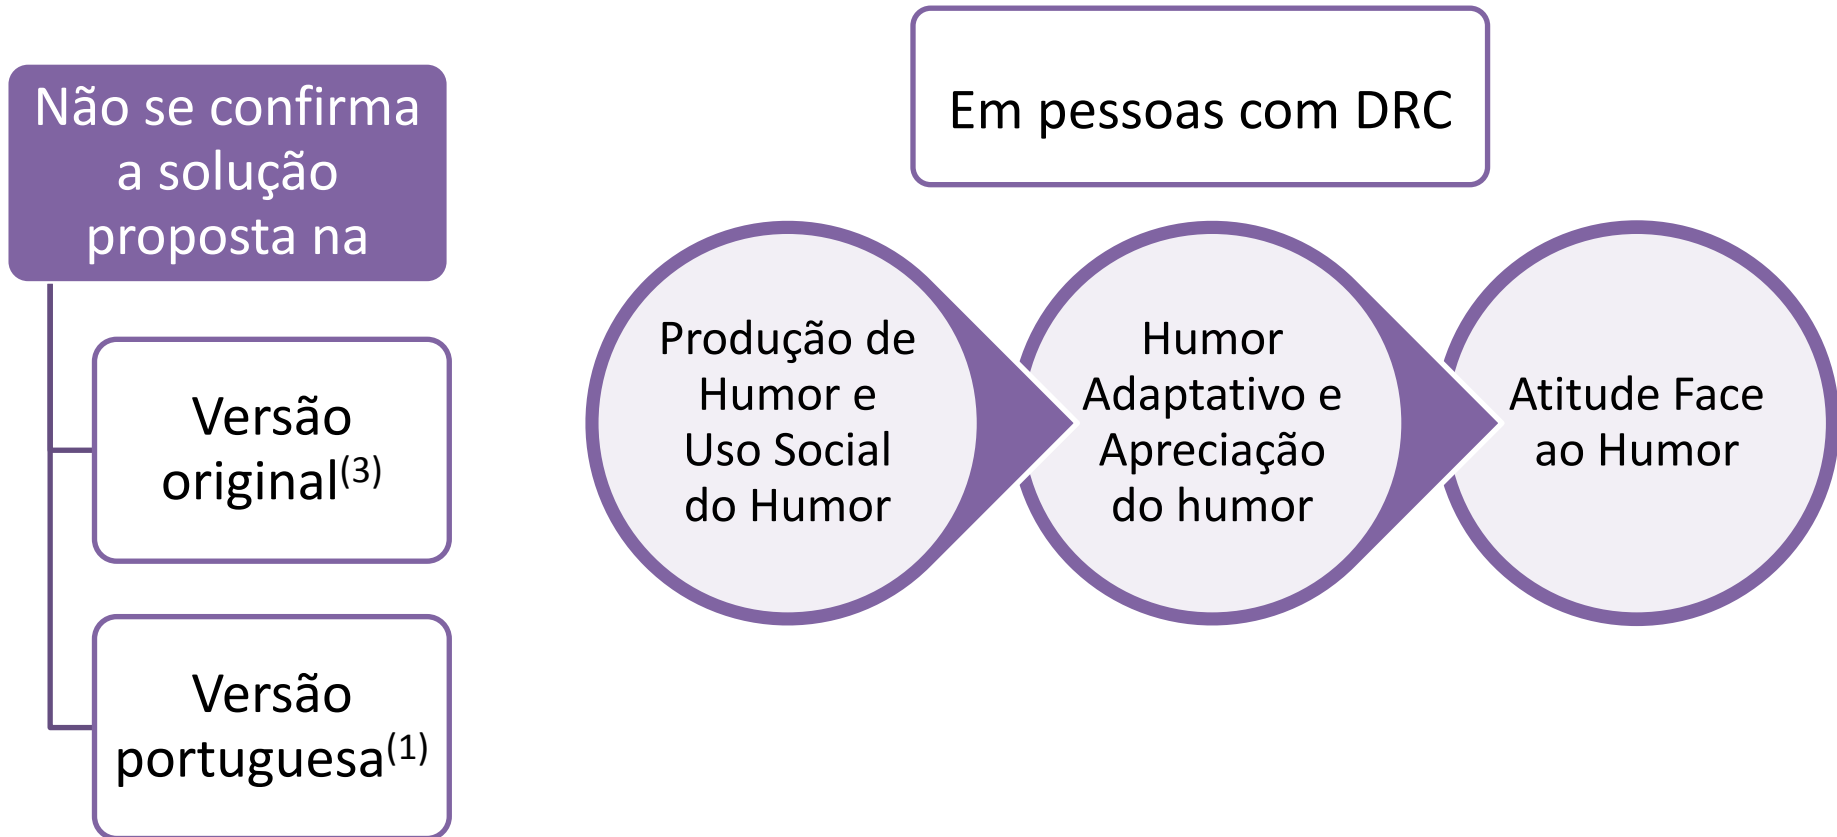 Não se confirma
a solução
proposta na
Versão
original(3)
Versão
portuguesa(1)
Em pessoas com DRC
Produção de
Humor e
Uso Social
do Humor
Humor
Adaptativo e
Apreciação
do humor
Atitude Face
ao Humor